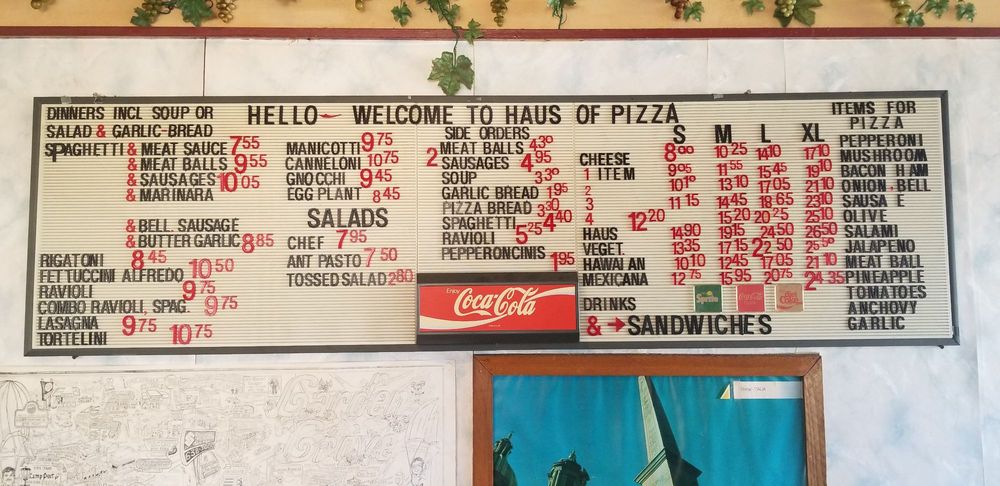 DINNERS INCL SOUP OR
SALAD & GARLIC-BREAD
SPAGHETTI & MEAT SAUCE 7 55
& MEAT BALLS 9 55
& SAUSAGES 10 05
& MARINARA
& BELL. SAUSAGE
& BUTTER GARLIC 8 85
RIGATONI 8 45
FETTUCCINI ALFREDO 10 50
RAVIOLI 9 75
COMBO RAVIOLI, SPAG. 9 75
LASAGNA 9 75
TORTELINI 10 75
HELLO - WELCOME TO HAUS OF PIZZA
MANICOTTI 9 75
CANNELONI 10 75
GNOCCHI 9 45
EGG PLANT 8 45
SALADS
CHEF 7 95
ANT PASTO 7 50
TOSSED SALAD 2 80
SIDE ORDERS
2 MEAT BALLS 4 30
SAUSAGES 4 95
SOUP 3 30
GARLIC BREAD 1 95
PIZZA BREAD 3 30
SPAGHETTI 4 40
RAVIOLI 5 25
PEPPERONCINIS 1 95
Enjoy
Coca-Cola
S M L XL
CHEESE 8 00 10 25 14 10 17 10
1 ITEM 9 05 11 55 15 45 19 10
2 10 10 13 10 17 05 21 10
3 11 15 14 45 18 65 23 10
4 12 20 15 20 20 25 25 10
HAUS 14 90 19 15 24 50 26 50
VEGET. 13 35 17 15 22 50 25 50
HAWAI AN 10 10 12 45 17 05 21 10
MEXICANA 12 75 15 95 20 75 24 35
DRINKS
Sprite
Coca-Cola
& → SANDWICHES
ITEMS FOR
PIZZA
PEPPERONI
MUSHROOM
BACON H AM
ONION . BELL
SAUSA E
OLIVE
SALAMI
JALAPENO
MEAT BALL
PINEAPPLE
TOMATOES
ANCHOVY
GARLIC